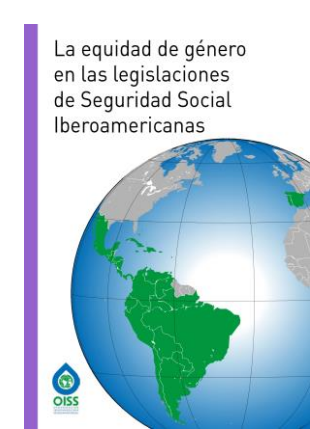 La equidad de género
en las legislaciones
de Seguridad Social
Iberoamericanas
OISS